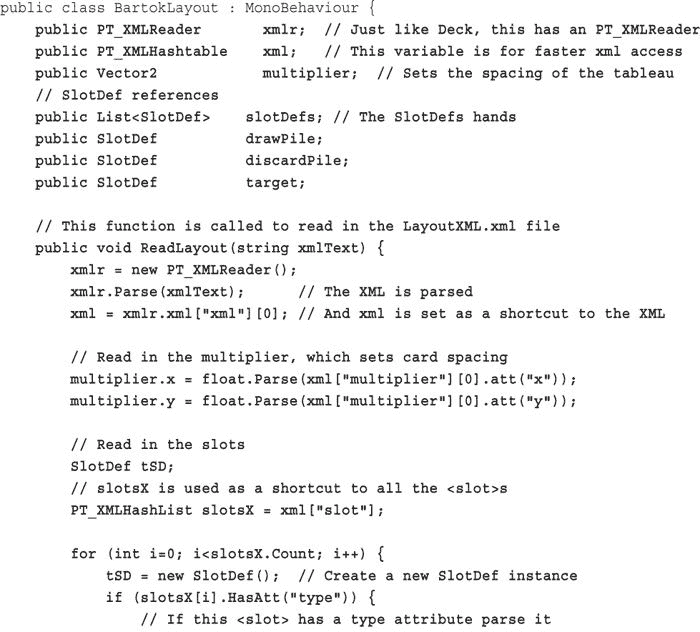 public class BartokLayout : MonoBehaviour {
    public PT_XMLReader    xmlr;  // Just like Deck, this has an PT_XMLReader
    public PT_XMLHashtable    xml;   // This variable is for faster xml access
    public Vector2            multiplier;  // Sets the spacing of the tableau
    // SlotDef references
    public List<SlotDef>    slotDefs; // The SlotDefs hands
    public SlotDef          drawPile;
    public SlotDef          discardPile;
    public SlotDef          target;

    // This function is called to read in the LayoutXML.xml file
    public void ReadLayout(string xmlText) {
        xmlr = new PT_XMLReader();
        xmlr.Parse(xmlText);      // The XML is parsed
        xml = xmlr.xml["xml"][0]; // And xml is set as a shortcut to the XML

        // Read in the multiplier, which sets card spacing
        multiplier.x = float.Parse(xml["multiplier"][0].att("x"));
        multiplier.y = float.Parse(xml["multiplier"][0].att("y"));

        // Read in the slots
        SlotDef tSD;
        // slotsX is used as a shortcut to all the <slot>s
        PT_XMLHashList slotsX = xml["slot"];

        for (int i=0; i<slotsX.Count; i++) {
            tSD = new SlotDef();  // Create a new SlotDef instance
            if (slotsX[i].HasAtt("type")) {
                // If this <slot> has a type attribute parse it